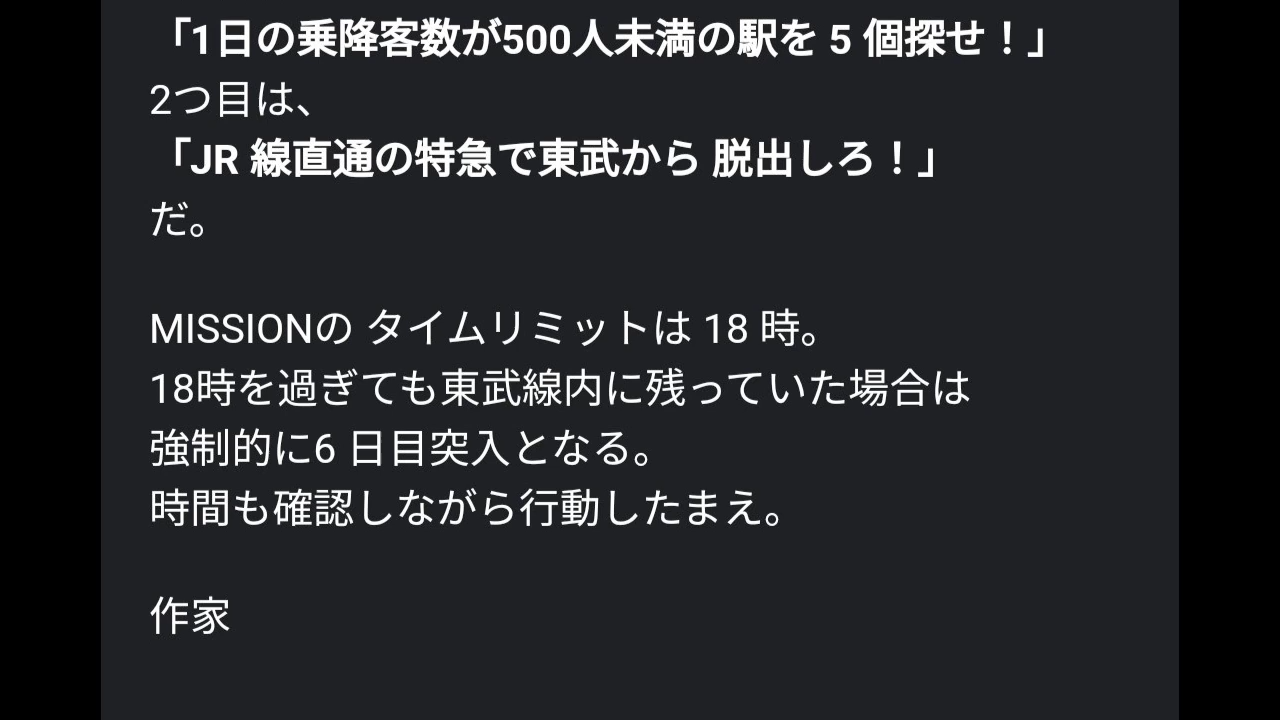 「1日の乗降客数が500人未満の駅を 5 個探せ！」
2つ目は、
「JR 線直通の特急で東武から 脱出しろ！」
だ。
MISSIONの タイムリミットは 18 時。
18時を過ぎても東武線内に残っていた場合は
強制的に6 日目突入となる。
時間も確認しながら行動したまえ。
作家